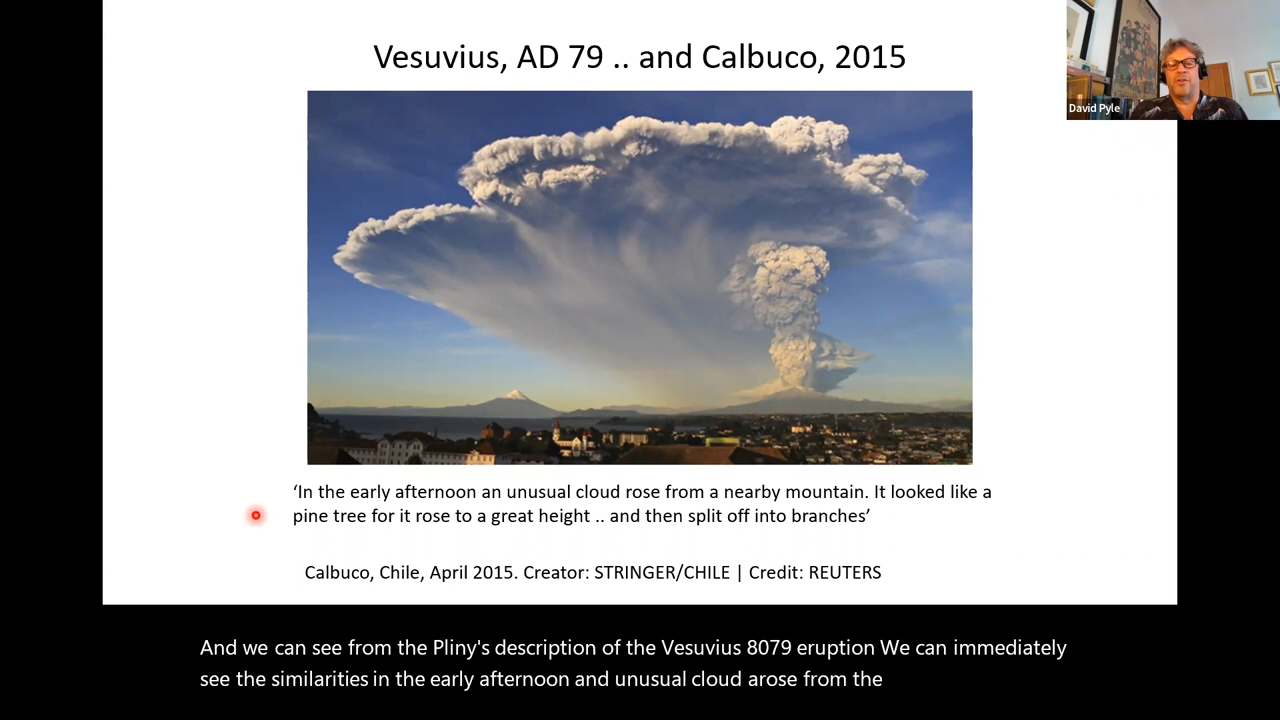 Vesuvius, AD 79 .. and Calbuco, 2015
David Pyle
‘In the early afternoon an unusual cloud rose from a nearby mountain. It looked like a
pine tree for it rose to a great height .. and then split off into branches’
Calbuco, Chile, April 2015. Creator: STRINGER/CHILE | Credit: REUTERS
And we can see from the Pliny's description of the Vesuvius 8079 eruption We can immediately
see the similarities in the early afternoon and unusual cloud arose from the